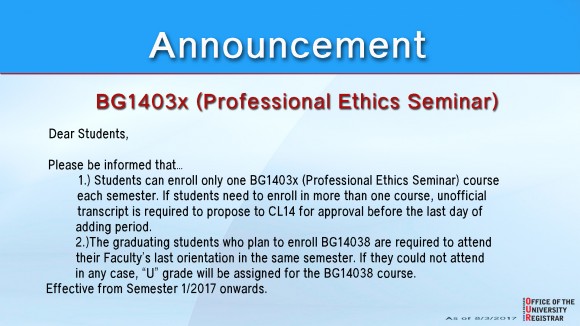 Announcement
BG1403x (Professional Ethics Seminar)
Dear Students,
Please be informed that...
1.) Students can enroll only one BG1403x (Professional Ethics Seminar) course
each semester. If students need to enroll in more than one course, unofficial
transcript is required to propose to CL14 for approval before the last day of
adding period.
2.)The graduating students who plan to enroll BG14038 are required to attend
their Faculty's last orientation in the same semester. If they could not attend
in any case, "U" grade will be assigned for the BG14038 course.
Effective from Semester 1/2017 onwards.
As of 8/3/2017
OFFICE OF THE
UNIVERSITY
REGISTRAR